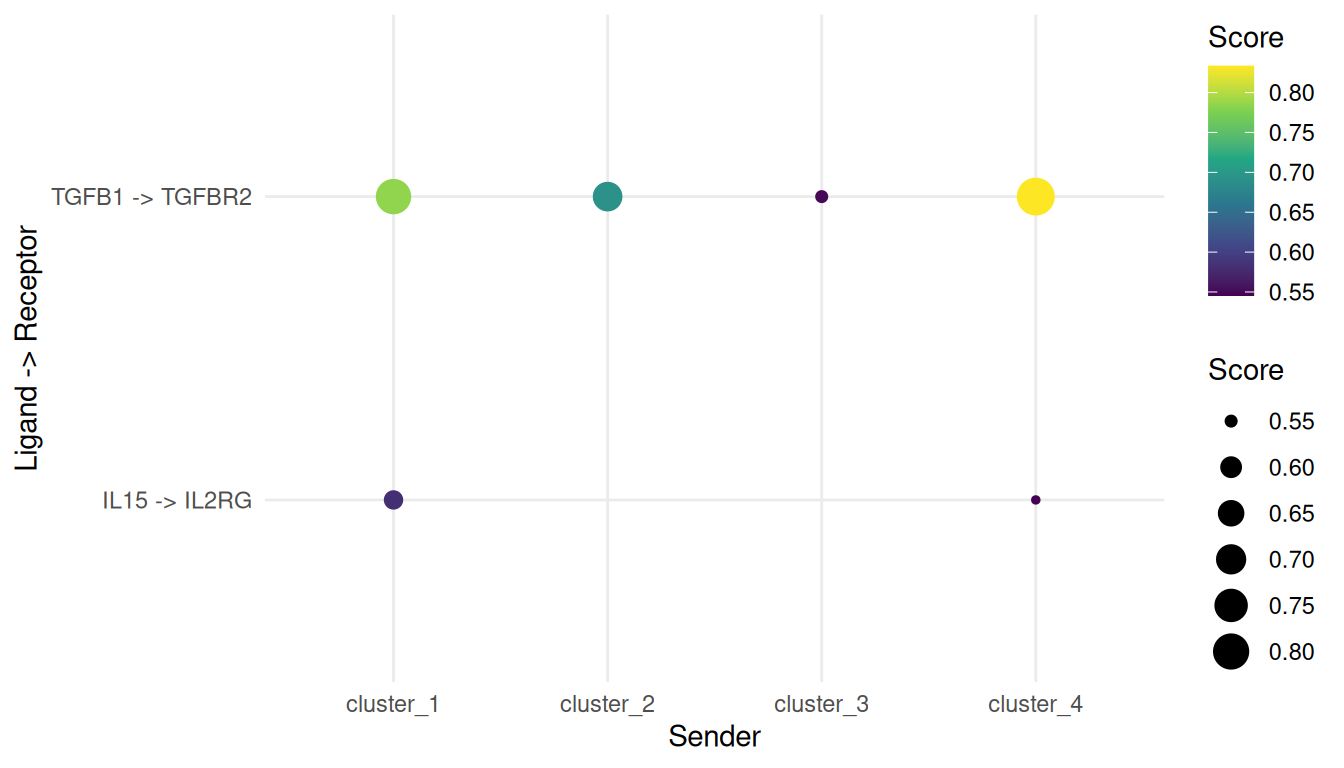 Ligand -> Receptor
TGFB1 -> TGFBR2
IL15 -> IL2RG
cluster_1
cluster_2
cluster_3
cluster_4
Sender
Score
0.80
0.75
0.70
0.65
0.60
0.55
Score
0.55
0.60
0.65
0.70
0.75
0.80